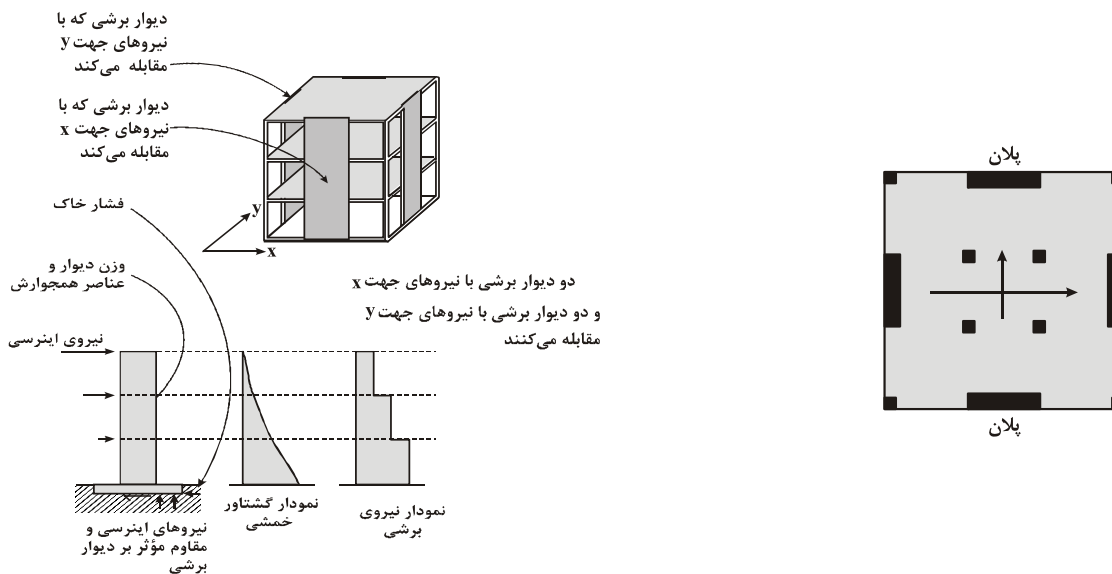 دیوار برشی که با
نیروهای جهت y
مقابله می‌کند
دیوار برشی که با
نیروهای جهت x
مقابله می‌کند
فشار خاک
y
x
وزن دیوار و
عناصر همجوارش
دو دیوار برشی با نیروهای جهت x
و دو دیوار برشی با نیروهای جهت y
مقابله می‌کنند
نیروی اینرسی
نمودار گشتاور
خمشی
نمودار نیروی
برشی
نیروهای اینرسی و
مقاوم مؤثر بر دیوار
برشی
پلان
پلان